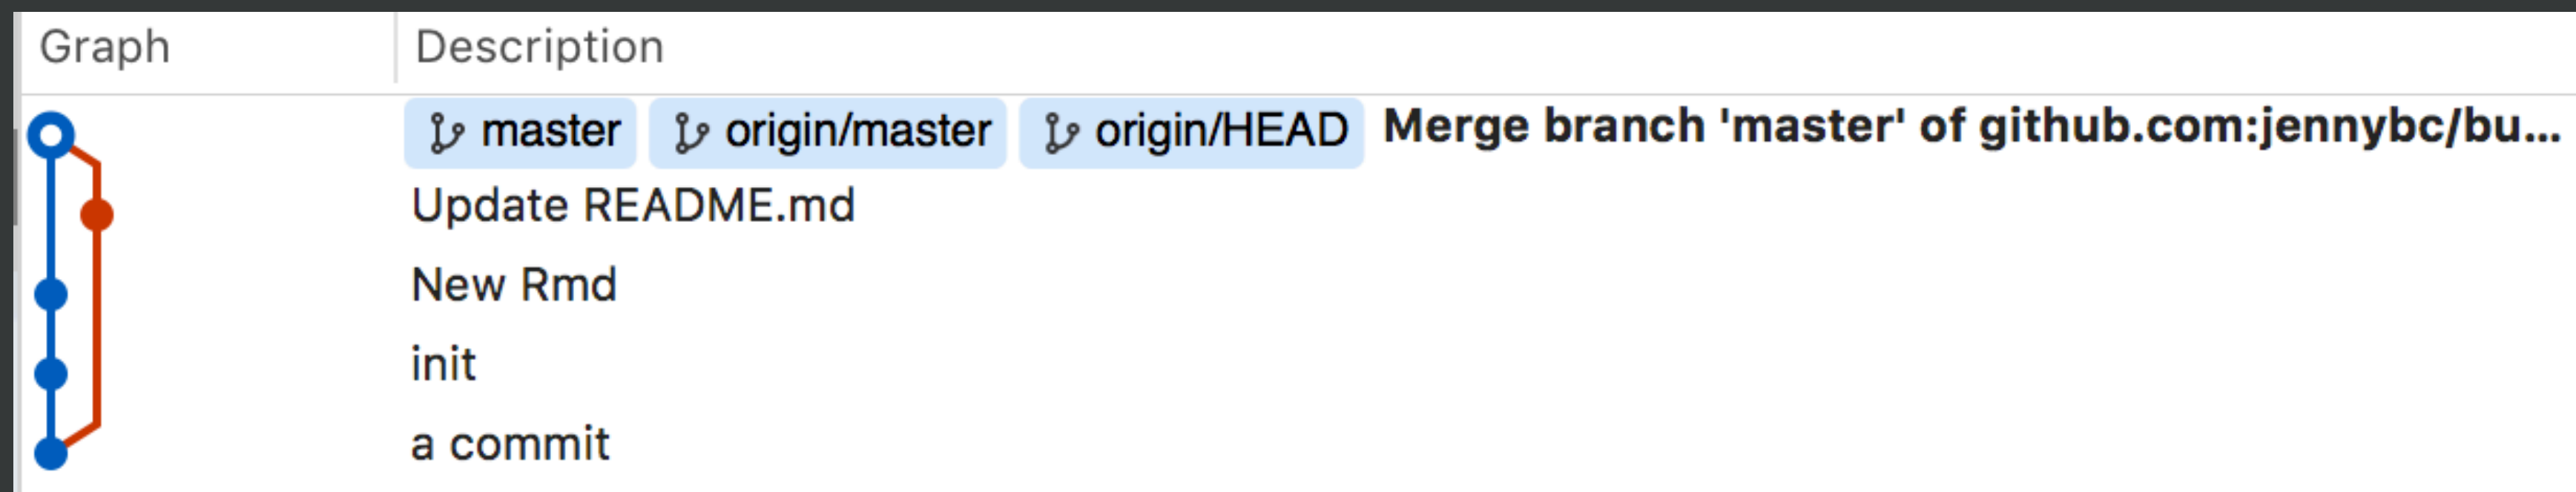 Graph Description
master origin/master origin/HEAD Merge branch 'master' of github.com:jennybc/bu...
Update README.md
New Rmd
init
a commit